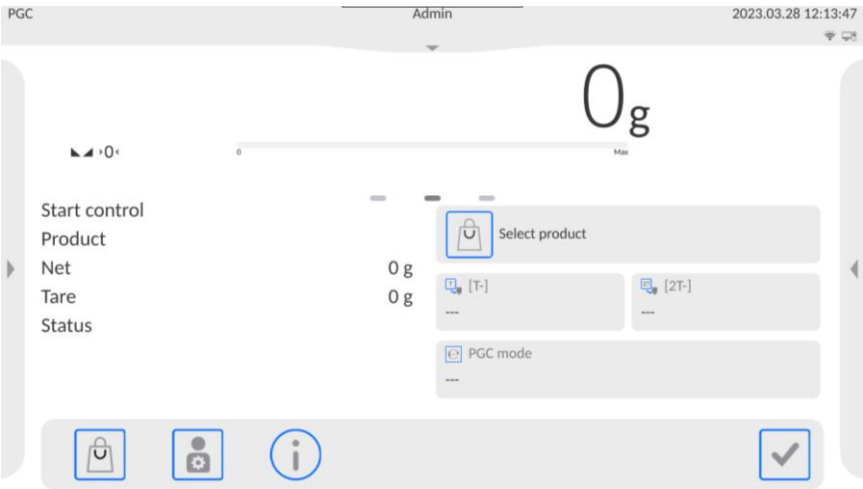 PGC Admin 2023.03.28 12:13:47
0g
›0‹
0 Max
Start control
Product
Select product
Net 0 g
Tare 0 g
Status
[T-] [2T-]
--- ---
PGC mode
---